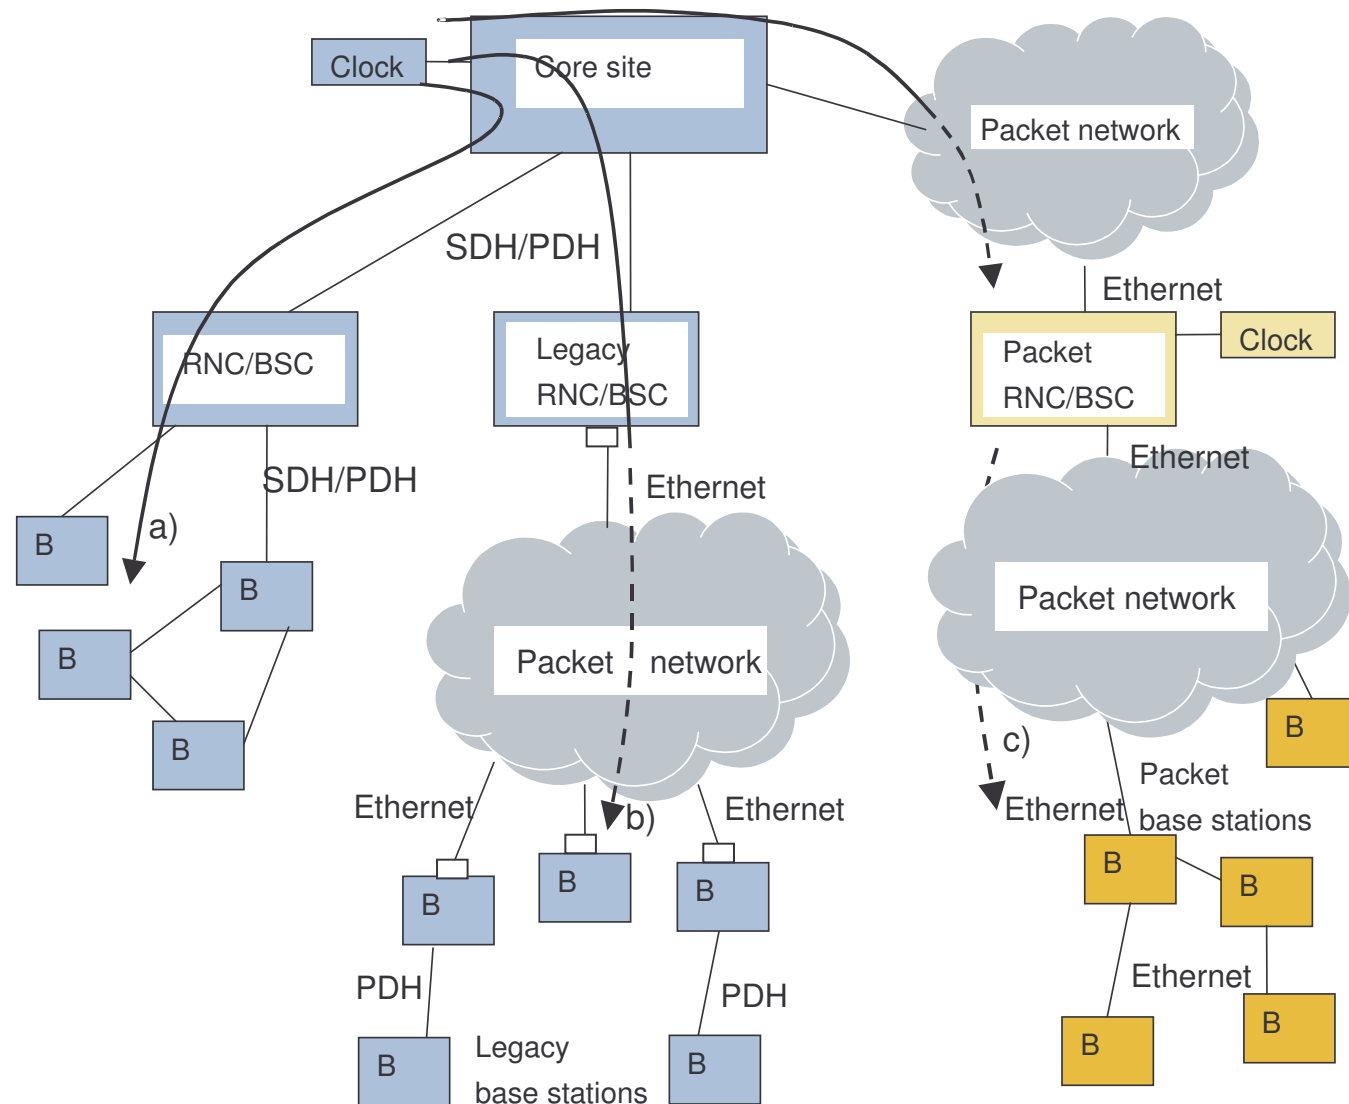 Clock
Core site
Packet network
SDH/PDH
Ethernet
RNC/BSC
Legacy
RNC/BSC
Packet
RNC/BSC
Clock
SDH/PDH
Ethernet
Ethernet
a)
B
B
B
B
Packet network
Packet network
B
c)
Ethernet
b)
Ethernet
Ethernet
Packet
base stations
B
B
B
B
B
PDH
PDH
Ethernet
B
Legacy
base stations
B
B
B